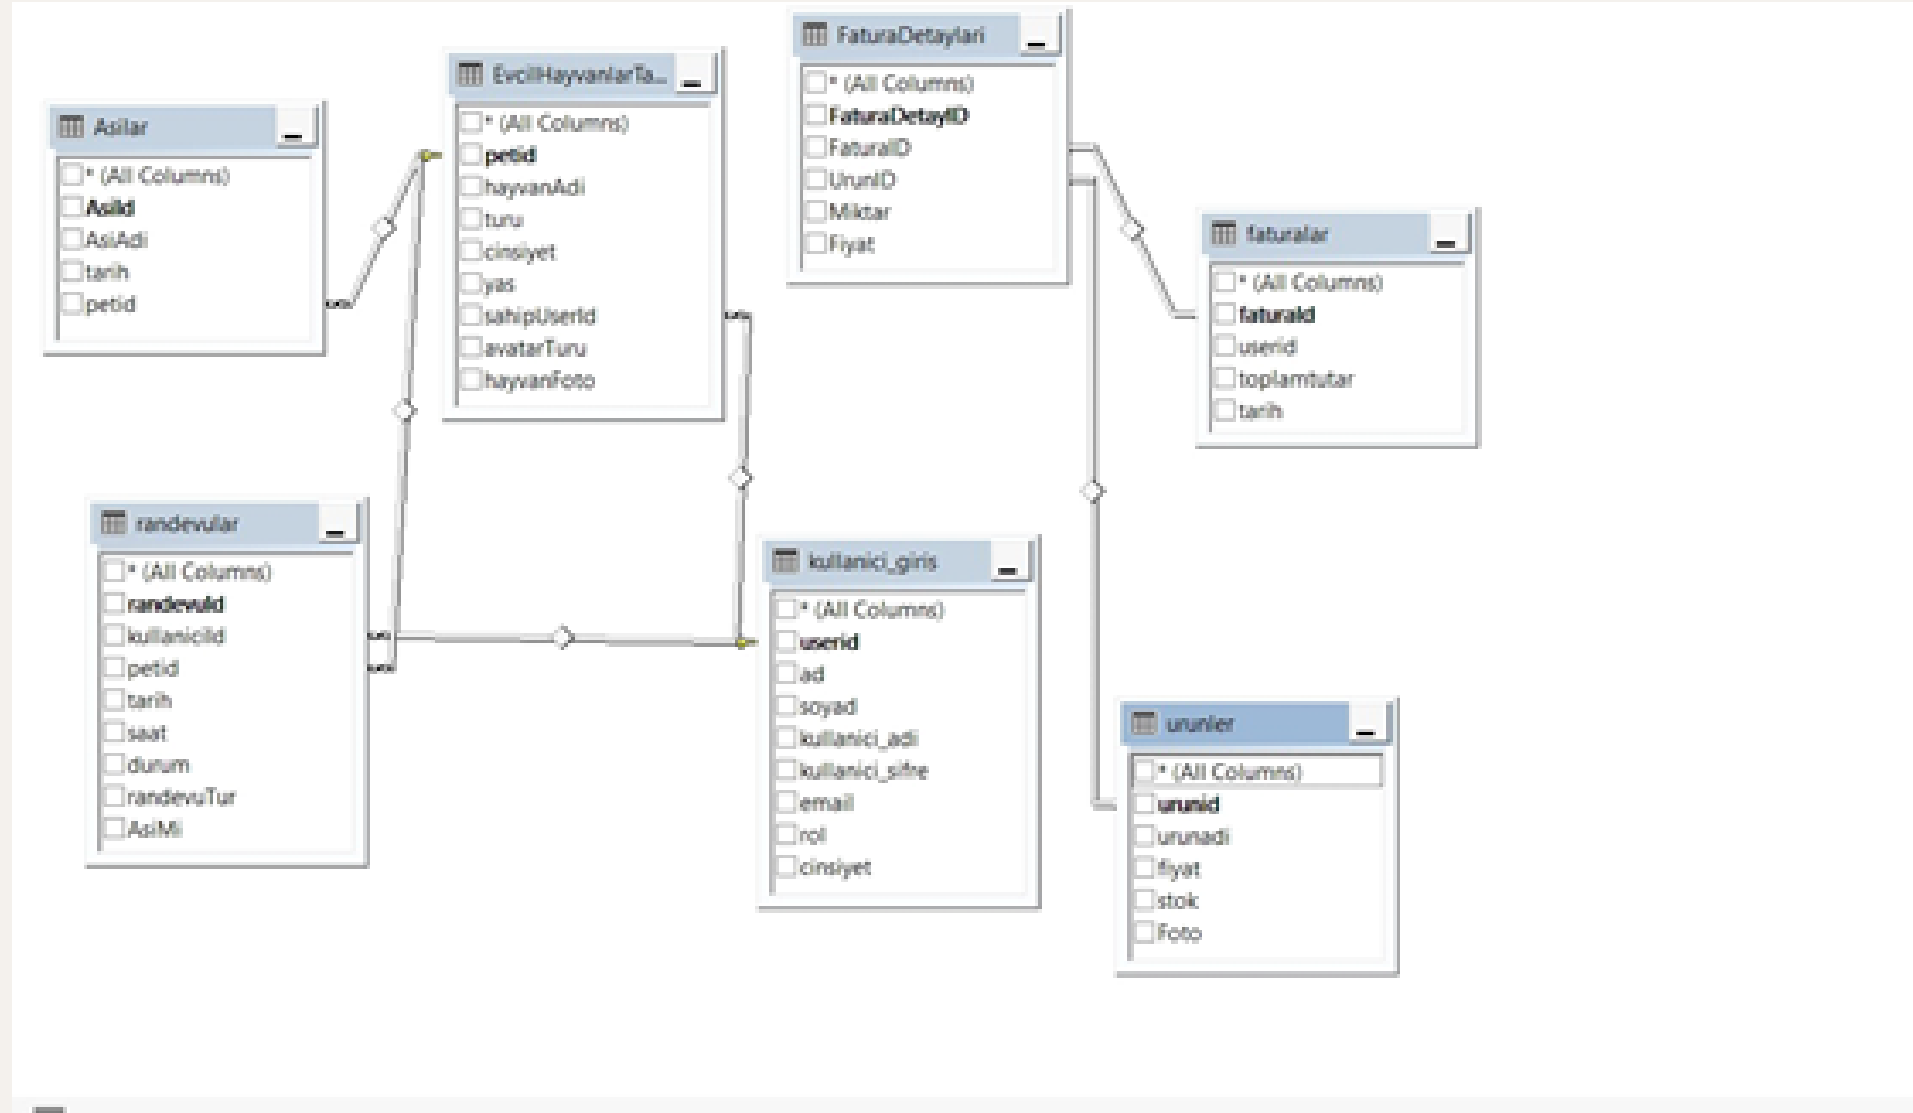 Asilar
* (All Columns)
AsiId
AsiAdi
tarih
petid
EvcilHayvanlarTa...
* (All Columns)
petid
hayvanAdi
turu
cinsiyet
yas
sahipUserId
avatarTuru
hayvanFoto
FaturaDetaylari
* (All Columns)
FaturaDetayID
FaturaID
UrunID
Miktar
Fiyat
faturalar
* (All Columns)
faturaId
userid
toplamtutar
tarih
randevular
* (All Columns)
randevuId
kullaniciId
petid
tarih
saat
durum
randevuTur
AsiMi
kullanici_giris
* (All Columns)
userid
ad
soyad
kullanici_adi
kullanici_sifre
email
rol
cinsiyet
urunler
* (All Columns)
urunid
urunadi
fiyat
stok
Foto